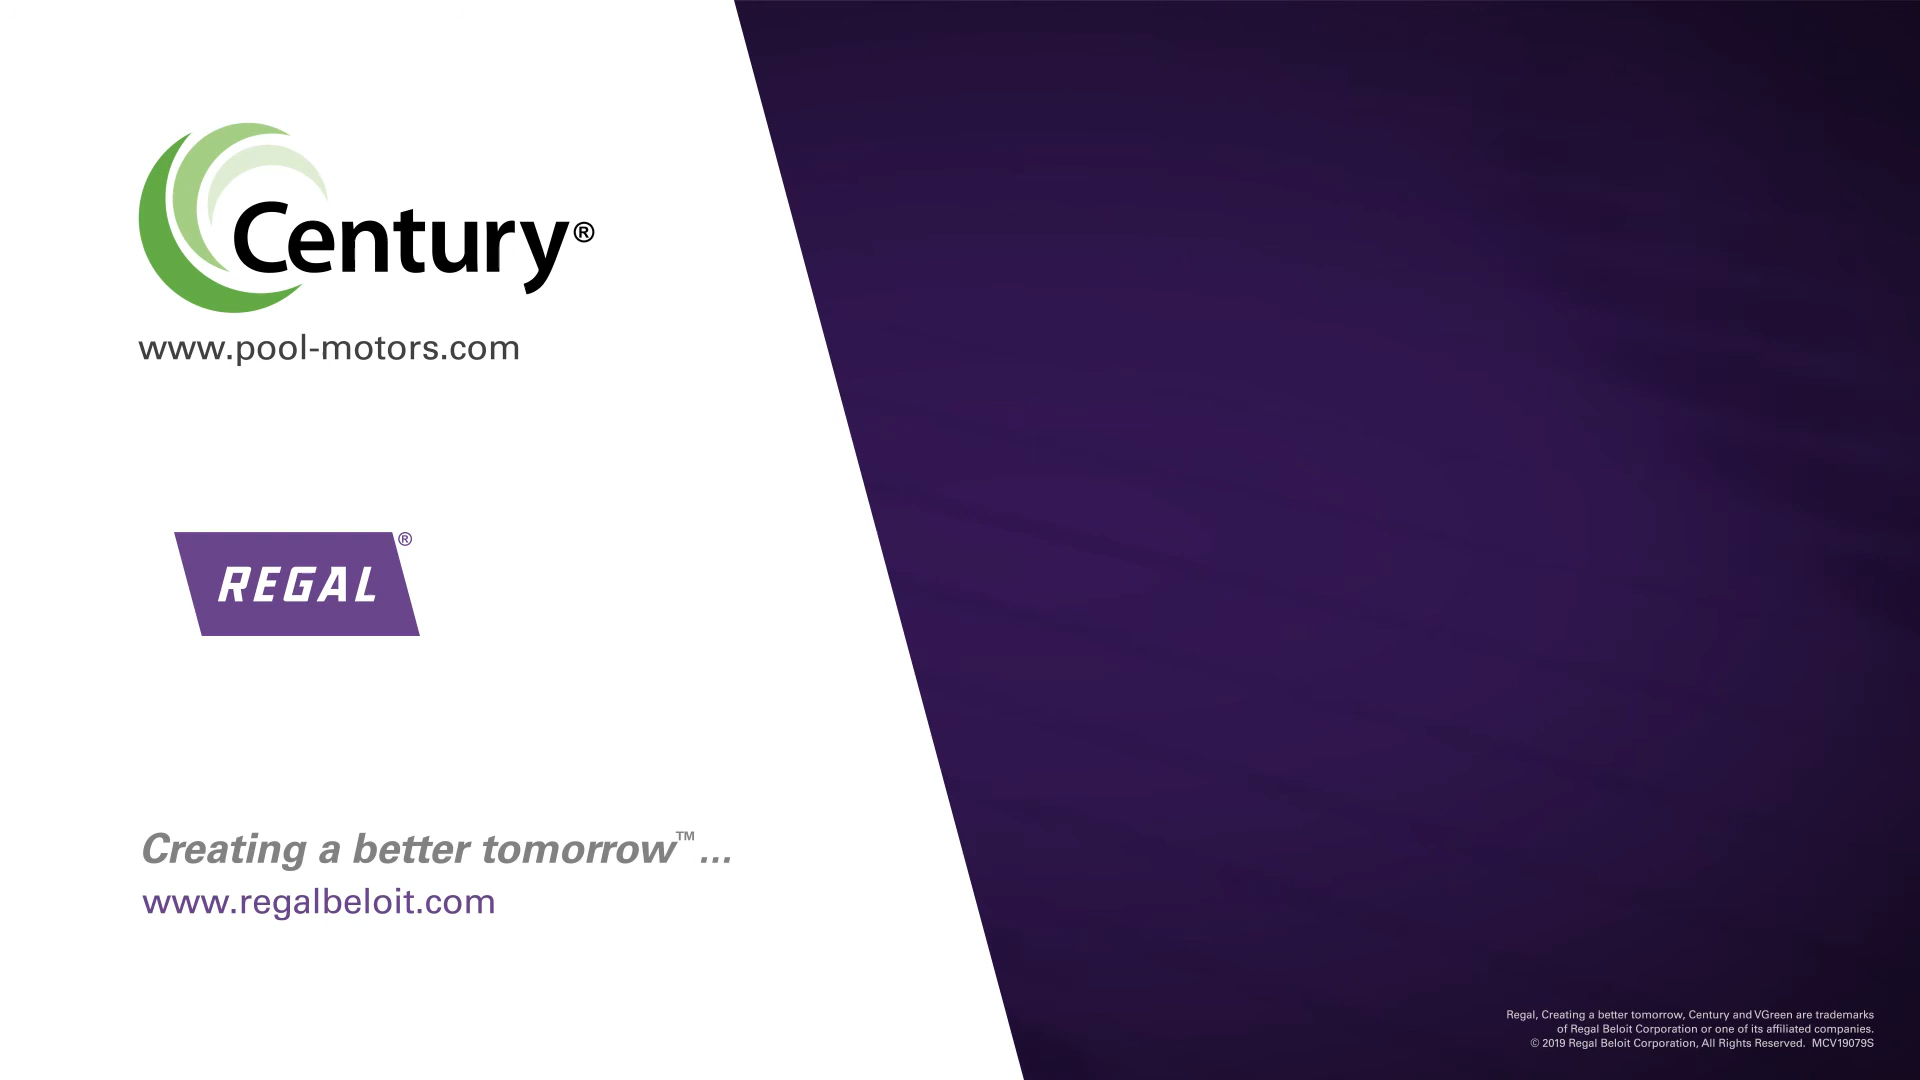 Century®
www.pool-motors.com
REGAL®
Creating a better tomorrow™...
www.regalbeloit.com
Regal, Creating a better tomorrow, Century and VGreen are trademarks
of Regal Beloit Corporation or one of its affiliated companies.
© 2019 Regal Beloit Corporation, All Rights Reserved. MCV19079S